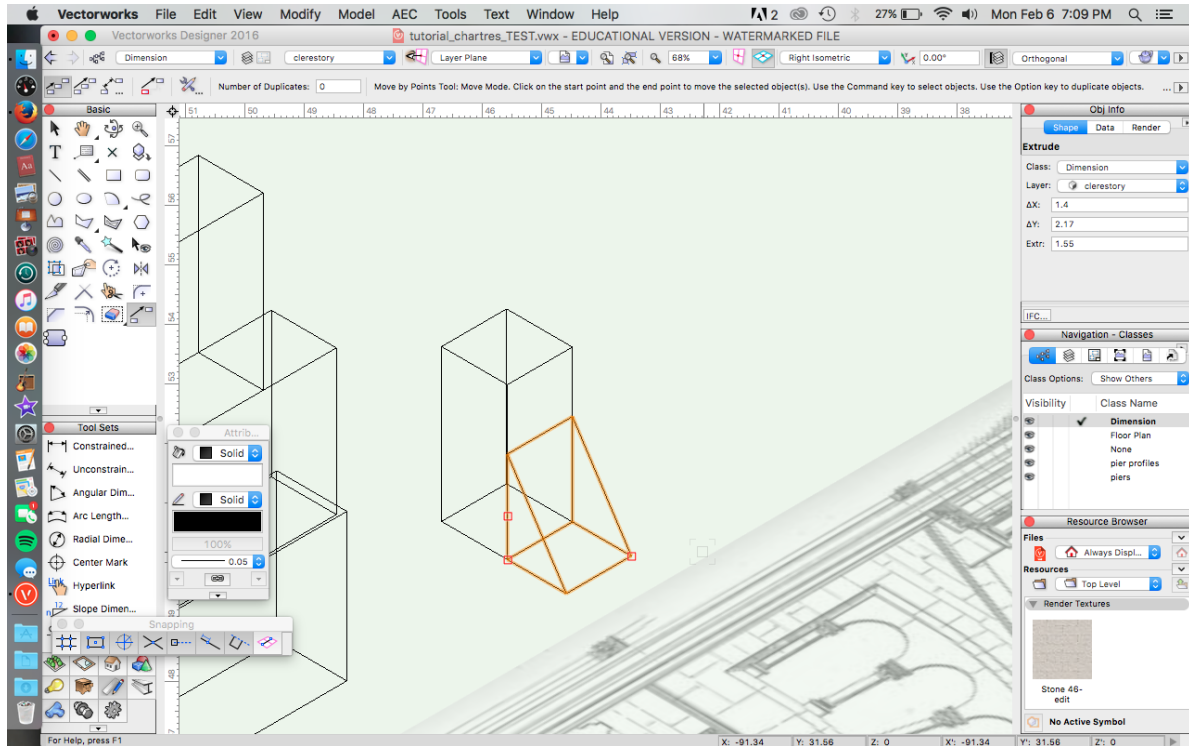 Vectorworks File Edit View Modify Model AEC Tools Text Window Help 2 27% Mon Feb 6 7:09 PM
Vectorworks Designer 2016 tutorial_chartres_TEST.vwx - EDUCATIONAL VERSION - WATERMARKED FILE
Dimension clerestory Layer Plane 68% Right Isometric 0.00° Orthogonal
Number of Duplicates: 0 Move by Points Tool: Move Mode. Click on the start point and the end point to move the selected object(s). Use the Command key to select objects. Use the Option key to duplicate objects. ...
Basic
51 50 49 48 47 46 45 44 43 42 41 40 39 38
57
56
55
54
53
48
Obj Info
Shape Data Render
Extrude
Class: Dimension
Layer: clerestory
ΔX: 1.4
ΔY: 2.17
Extr: 1.55
IFC...
Navigation - Classes
Class Options: Show Others
Visibility Class Name
Dimension
Floor Plan
None
pier profiles
piers
Tool Sets
Constrained...
Unconstrain...
Angular Dim...
Arc Length...
Radial Dime...
Center Mark
Link Hyperlink
12 Slope Dimen...
Attrib...
Solid
Solid
100%
0.05
Snapping
Resource Browser
Files
Always Displ...
Resources
Top Level
Render Textures
Stone 46-
edit
No Active Symbol
For Help, press F1 X: -91.34 Y: 31.56 Z: 0 X': -91.34 Y': 31.56 Z': 0